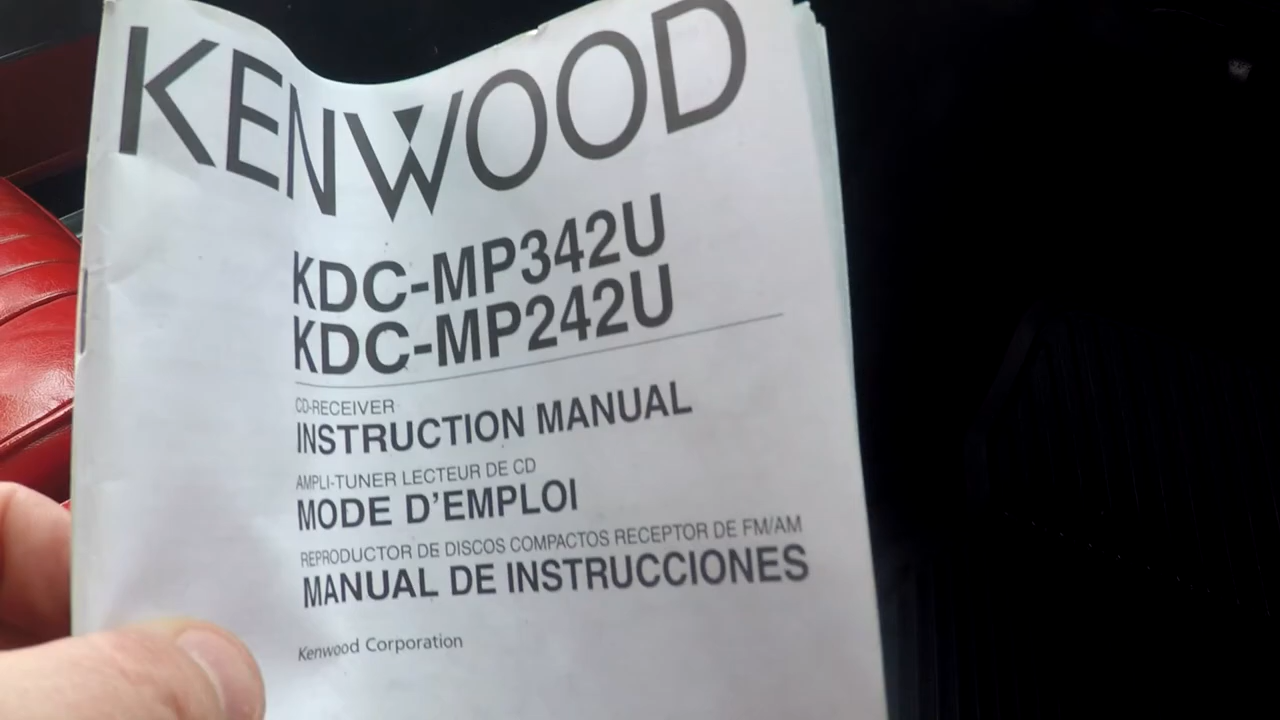 KENWOOD
KDC-MP342U
KDC-MP242U
CD-RECEIVER
INSTRUCTION MANUAL
AMPLI-TUNER LECTEUR DE CD
MODE D'EMPLOI
REPRODUCTOR DE DISCOS COMPACTOS RECEPTOR DE FM/AM
MANUAL DE INSTRUCCIONES
Kenwood Corporation